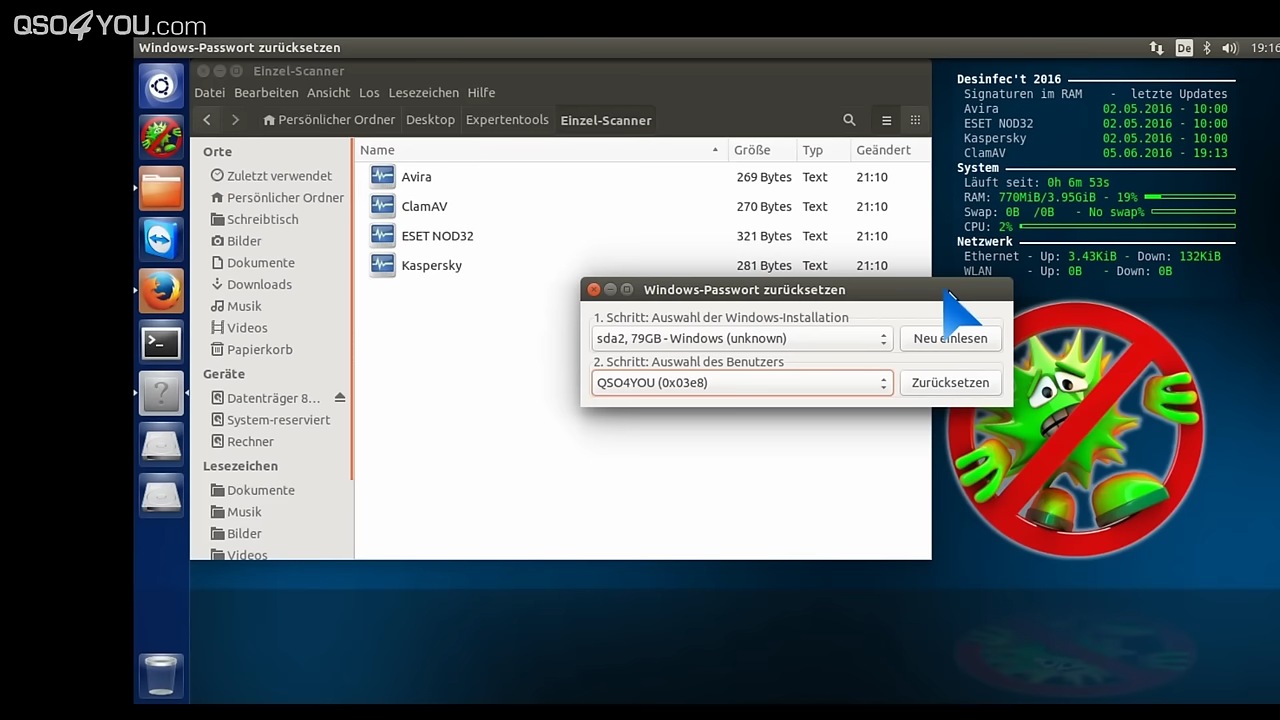 QSO4YOU.com
Windows-Passwort zurücksetzen
De
19:16
Einzel-Scanner
Datei Bearbeiten Ansicht Los Lesezeichen Hilfe
Persönlicher Ordner Desktop Expertentools Einzel-Scanner
Orte
Zuletzt verwendet
Persönlicher Ordner
Schreibtisch
Bilder
Dokumente
Downloads
Musik
Videos
Papierkorb
Geräte
Datenträger 8...
System-reserviert
Rechner
Lesezeichen
Dokumente
Musik
Bilder
Videos
Name Größe Typ Geändert
Avira 269 Bytes Text 21:10
ClamAV 270 Bytes Text 21:10
ESET NOD32 321 Bytes Text 21:10
Kaspersky 281 Bytes Text 21:10
Windows-Passwort zurücksetzen
1. Schritt: Auswahl der Windows-Installation
sda2, 79GB - Windows (unknown) Neu einlesen
2. Schritt: Auswahl des Benutzers
QSO4YOU (0x03e8) Zurücksetzen
Desinfec't 2016
Signaturen im RAM - letzte Updates
Avira 02.05.2016 - 10:00
ESET NOD32 02.05.2016 - 10:00
Kaspersky 02.05.2016 - 10:00
ClamAV 05.06.2016 - 19:13
System
Läuft seit: 0h 6m 53s
RAM: 770MiB/3.95GiB - 19%
Swap: 0B /0B - No swap%
CPU: 2%
Netzwerk
Ethernet - Up: 3.43KiB - Down: 132KiB
WLAN - Up: 0B - Down: 0B